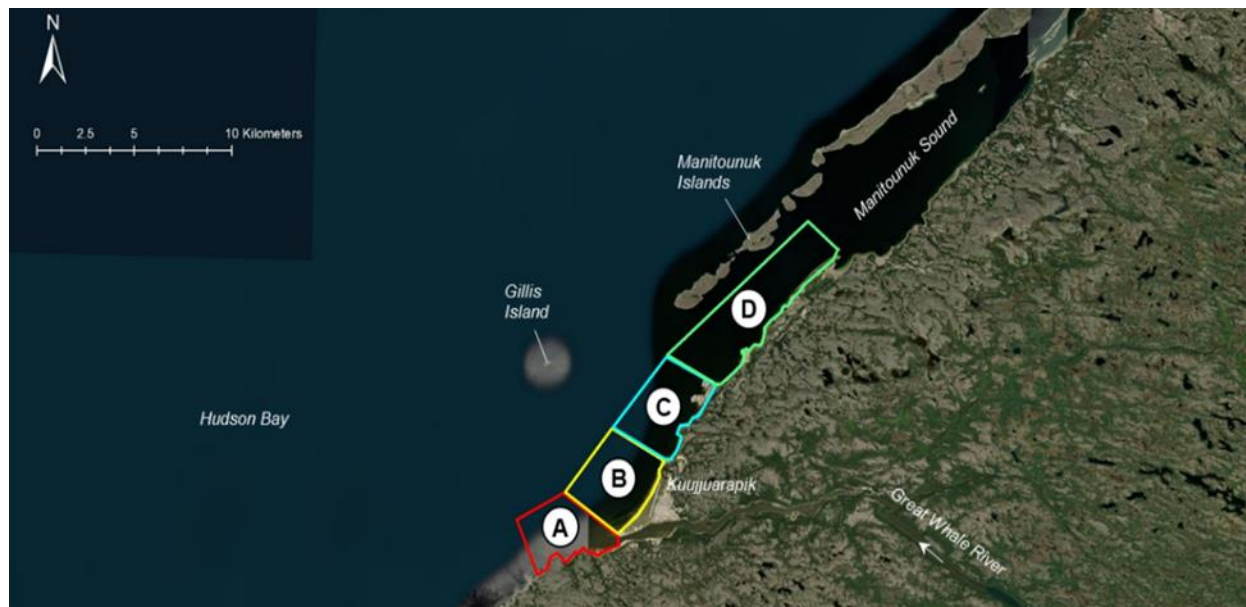 N
0 2.5 5 10 Kilometers
Manitounuk
Islands
Manitounuk Sound
Gillis
Island
D
Hudson Bay
C
B
Kuujjuarapik
A
Great Whale River